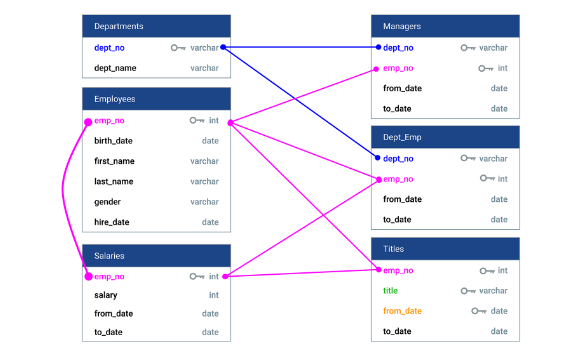 Departments
dept_no varchar
dept_name varchar
Employees
emp_no int
birth_date date
first_name varchar
last_name varchar
gender varchar
hire_date date
Salaries
emp_no int
salary int
from_date date
to_date date
Managers
dept_no varchar
emp_no int
from_date date
to_date date
Dept_Emp
dept_no varchar
emp_no int
from_date date
to_date date
Titles
emp_no int
title varchar
from_date date
to_date date